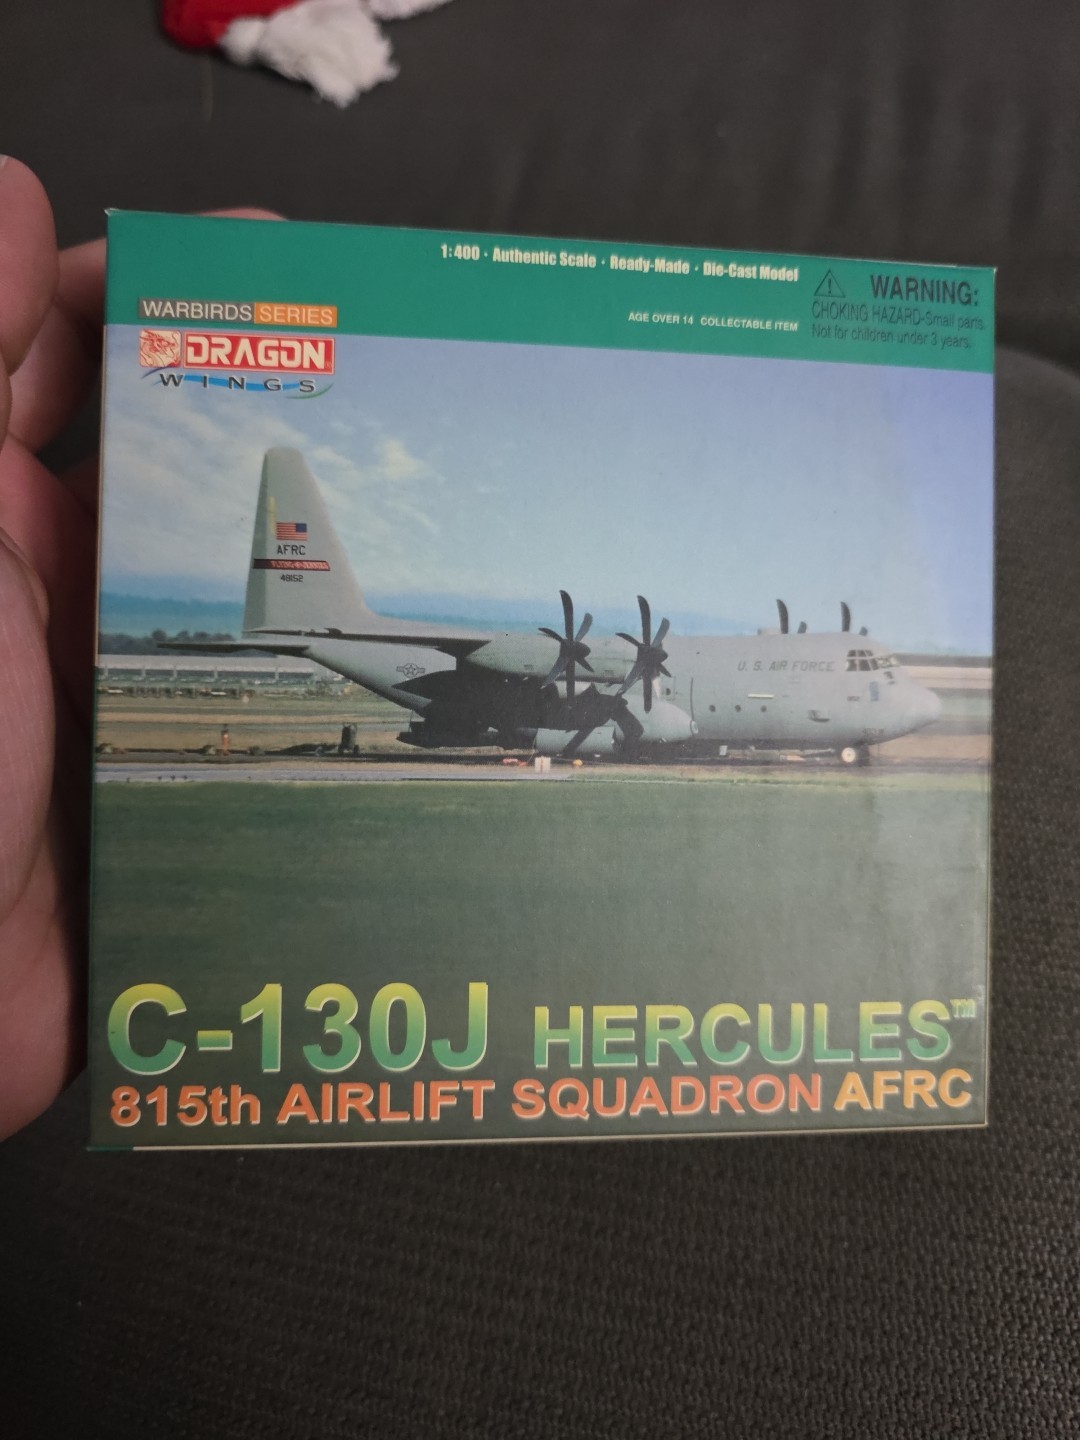 1:400 · Authentic Scale · Ready-Made · Die-Cast Model
WARNING:
CHOKING HAZARD-Small parts.
Not for children under 3 years.
AGE OVER 14 COLLECTABLE ITEM
WARBIRDS SERIES
DRAGON
WINGS
AFRC
48152
U. S. AIR FORCE
C-130J HERCULES™
815th AIRLIFT SQUADRON AFRC